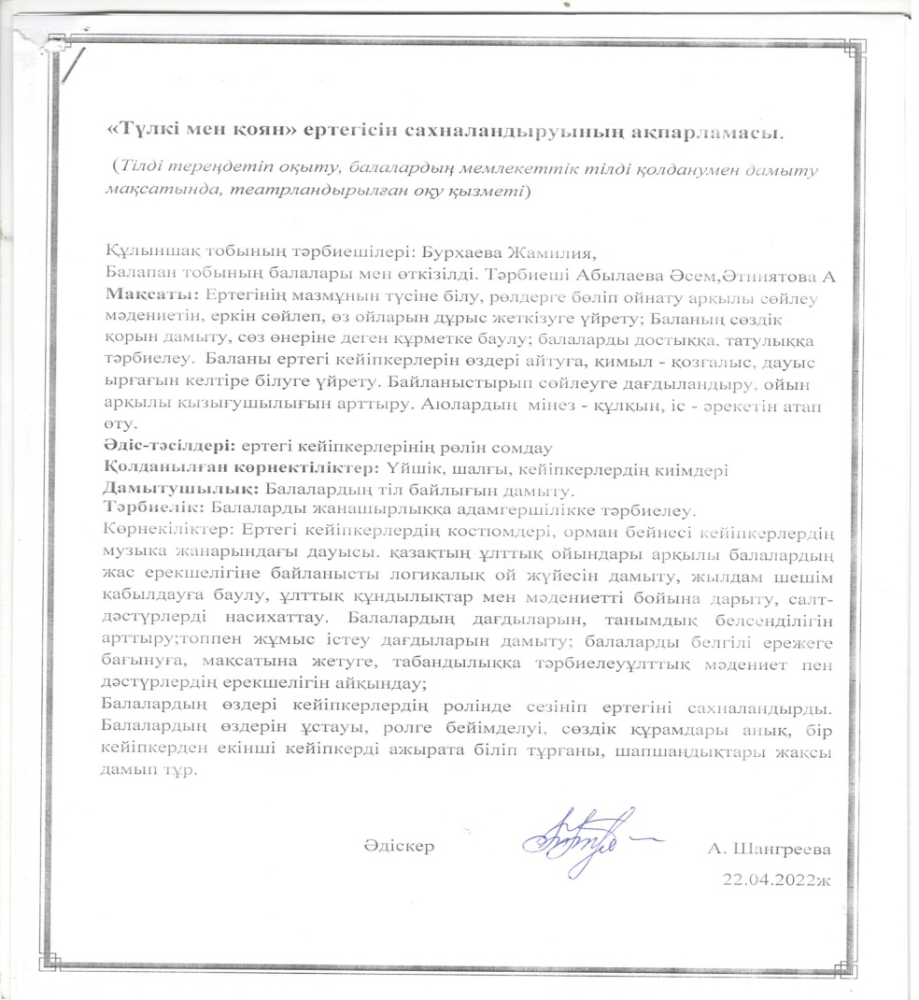 «Түлкі мен қоян» ертегісін сахналандыруының ақпарламасы.
(Тілді тереңдетіп оқыту, балалардың мемлекеттік тілді қолданумен дамыту
мақсатында, театрландырылған оқу қызметі)
Құлыншақ тобының тәрбиешілері: Бурхаева Жамилия,
Балапан тобының балалары мен өткізілді. Тәрбиеші Абылаева Әсем,Әтниятова А
Мақсаты: Ертегінің мазмұнын түсіне білу, рөлдерге бөліп ойнату арқылы сөйлеу
мәдениетін, еркін сөйлеп, өз ойларын дұрыс жеткізуге үйрету; Баланың сөздік
қорын дамыту, сөз өнеріне деген құрметке баулу; балаларды достыққа, татулыққа
тәрбиелеу. Баланы ертегі кейіпкерлерін өздері айтуға, қимыл - қозғалыс, дауыс
ырғағын келтіре білуге үйрету. Байланыстырып сөйлеуге дағдыландыру, ойын
арқылы қызығушылығын арттыру. Аюлардың мінез - құлқын, іс - әрекетін атап
өту.
Әдіс-тәсілдері: ертегі кейіпкерлерінің рөлін сомдау
Қолданылған көрнектіліктер: Үйшік, шалғы, кейіпкерлердің киімдері
Дамытушылық: Балалардың тіл байлығын дамыту.
Тәрбиелік: Балаларды жанашырлыққа адамгершілікке тәрбиелеу.
Көрнекіліктер: Ертегі кейіпкерлердің костюмдері, орман бейнесі кейіпкерлердің
музыка жанарындағы дауысы. қазақтың ұлттық ойындары арқылы балалардың
жас ерекшелігіне байланысты логикалық ой жүйесін дамыту, жылдам шешім
қабылдауға баулу, ұлттық құндылықтар мен мәдениетті бойына дарыту, салт-
дәстүрлерді насихаттау. Балалардың дағдыларын, танымдық белсенділігін
арттыру;топпен жұмыс істеу дағдыларын дамыту; балаларды белгілі ережеге
бағынуға, мақсатына жетуге, табандылыққа тәрбиелеуұлттық мәдениет пен
дәстүрлердің ерекшелігін айқындау;
Балалардың өздері кейіпкерлердің ролінде сезініп ертегіні сахналандырды.
Балалардың өздерін ұстауы, ролге бейімделуі, сөздік құрамдары анық, бір
кейіпкерден екінші кейіпкерді ажырата біліп тұрғаны, шапшаңдықтары жақсы
дамып тұр.
Әдіскер
А. Шангреева
22.04.2022ж